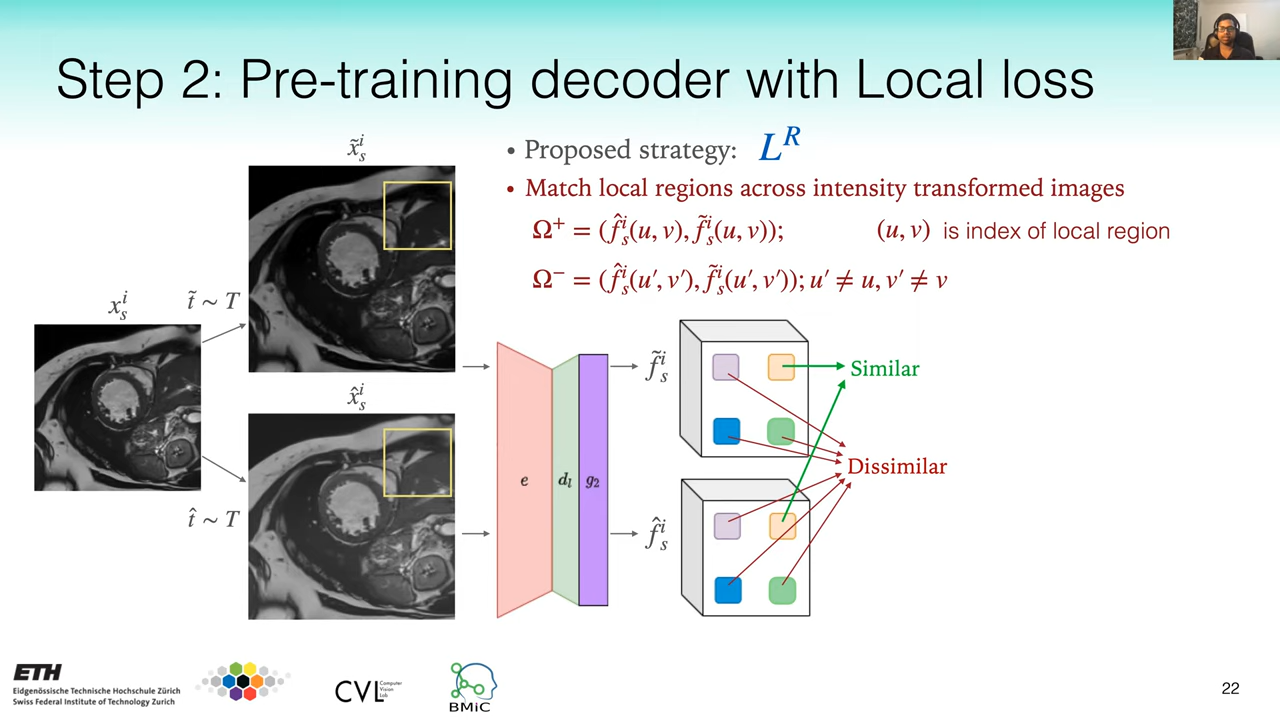 Step 2: Pre-training decoder with Local loss
x̃ₛⁱ
• Proposed strategy: Lᴿ
• Match local regions across intensity transformed images
Ω⁺ = (f̂ₛⁱ(u, v), f̃ₛⁱ(u, v)); (u, v) is index of local region
Ω⁻ = (f̂ₛⁱ(u′, v′), f̃ₛⁱ(u′, v′)); u′ ≠ u, v′ ≠ v
xₛⁱ
t̃ ~ T
f̃ₛⁱ
Similar
x̂ₛⁱ
Dissimilar
e
dₗ
g₂
t̂ ~ T
f̂ₛⁱ
ETH
Eidgenössische Technische Hochschule Zürich
Swiss Federal Institute of Technology Zurich
CVL Computer
Vision
Lab
BMiC
22